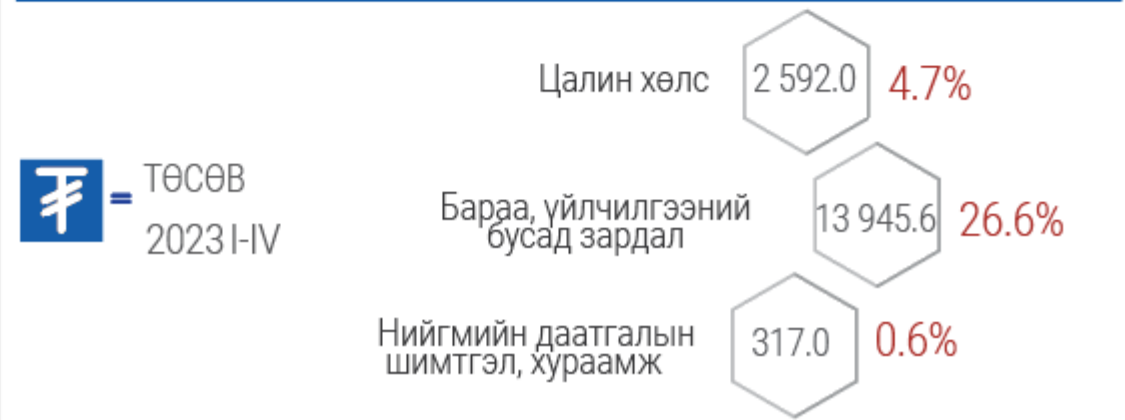 Цалин хөлс
2 592.0
4.7%
₮
=
ТӨСӨВ
2023 I-IV
Бараа, үйлчилгээний
бусад зардал
13 945.6
26.6%
Нийгмийн даатгалын
шимтгэл, хураамж
317.0
0.6%